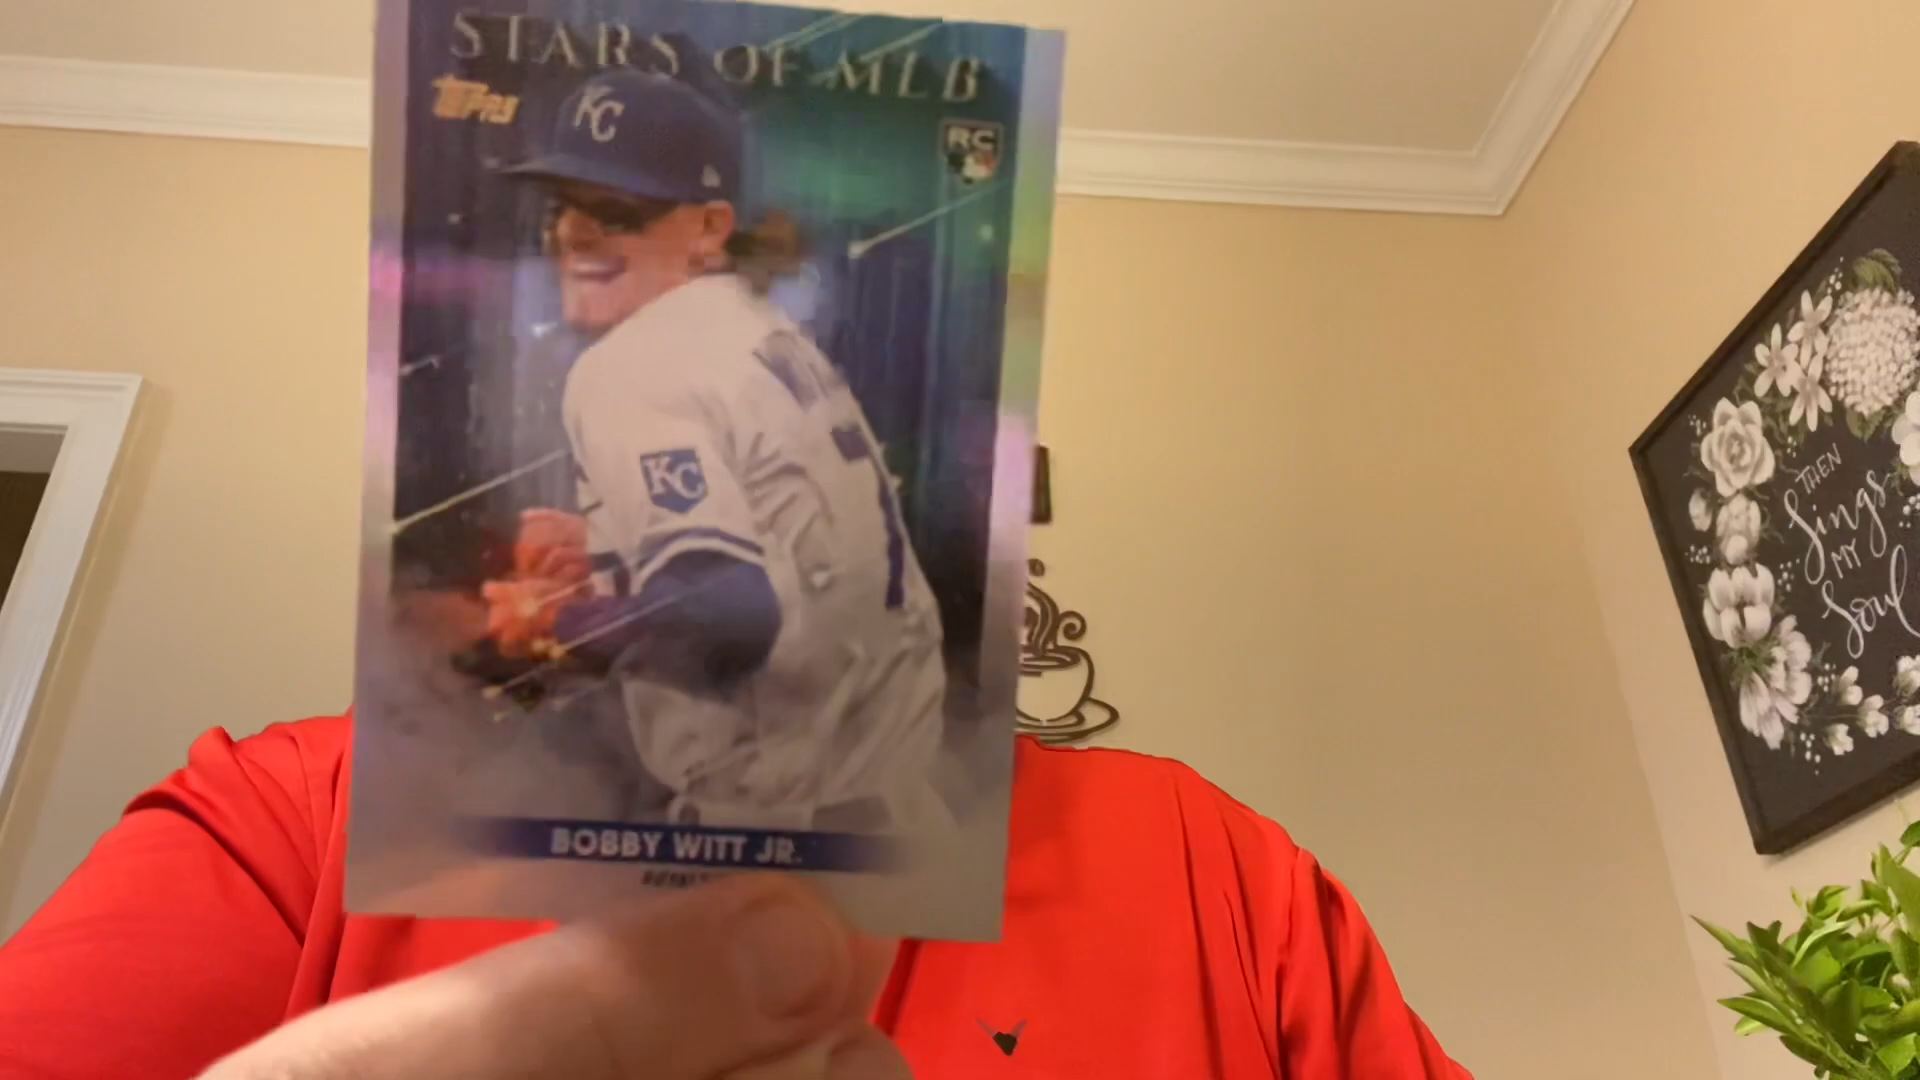 STARS OF MLB
Topps
KC
RC
KC
BOBBY WITT JR.
THEN
Sings
MY
Soul